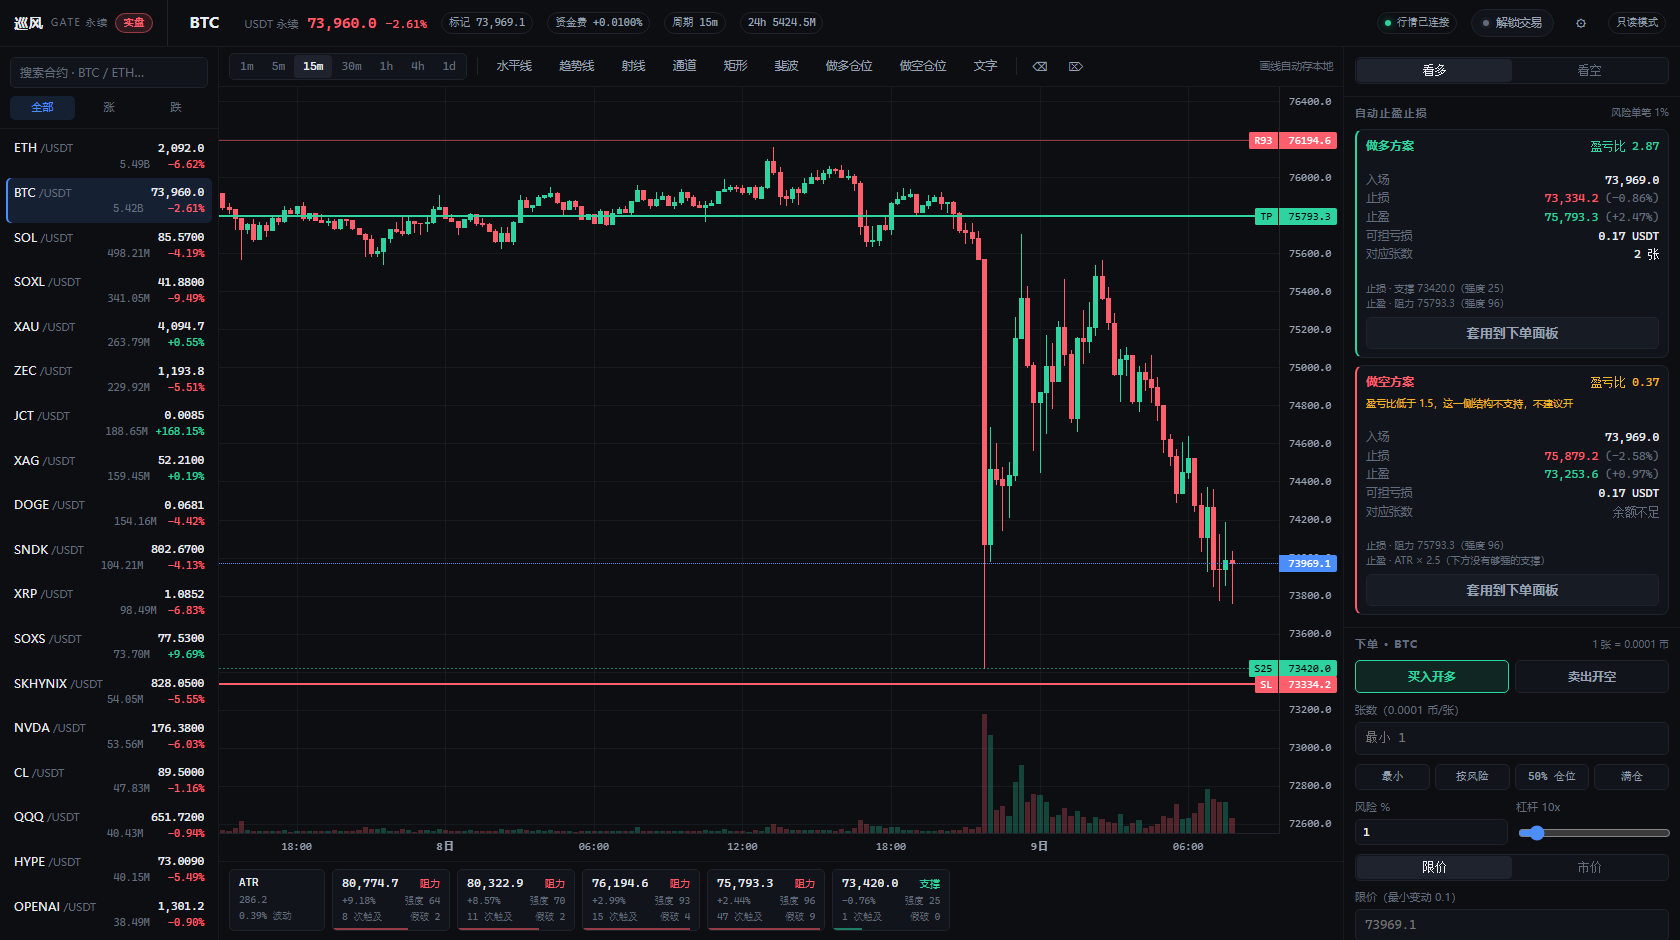 巡风 GATE 永续 实盘
BTC USDT 永续 73,960.0 −2.61% 标记 73,969.1 资金费 +0.0100% 周期 15m 24h 5424.5M
行情已连接 解锁交易 只读模式
搜索合约 · BTC / ETH...
全部 涨 跌
ETH /USDT 2,092.0
5.49B −6.62%
BTC /USDT 73,960.0
5.42B −2.61%
SOL /USDT 85.5700
498.21M −4.19%
SOXL /USDT 41.8800
341.05M −9.49%
XAU /USDT 4,094.7
263.79M +0.55%
ZEC /USDT 1,193.8
229.92M −5.51%
JCT /USDT 0.0085
188.65M +168.15%
XAG /USDT 52.2100
159.45M +0.19%
DOGE /USDT 0.0681
154.16M −4.42%
SNDK /USDT 802.6700
104.21M −4.13%
XRP /USDT 1.0852
98.49M −6.83%
SOXS /USDT 77.5300
73.70M +9.69%
SKHYNIX /USDT 828.0500
54.05M −5.55%
NVDA /USDT 176.3800
53.56M −6.03%
CL /USDT 89.5000
47.83M −1.16%
QQQ /USDT 651.7200
40.43M −0.94%
HYPE /USDT 73.0090
40.15M −5.49%
OPENAI /USDT 1,301.2
38.49M −0.90%
1m 5m 15m 30m 1h 4h 1d 水平线 趋势线 射线 通道 矩形 斐波 做多仓位 做空仓位 文字 画线自动存本地
76400.0
R93 76194.6
76000.0
TP 75793.3
75600.0
75400.0
75200.0
75000.0
74800.0
74600.0
74400.0
74200.0
73969.1
73800.0
73600.0
S25 73420.0
SL 73334.2
73200.0
73000.0
72800.0
72600.0
18:00 8日 06:00 12:00 18:00 9日 06:00
ATR
286.2
0.39% 波动
80,774.7 阻力
+9.18% 强度 64
8 次触及 假破 2
80,322.9 阻力
+8.57% 强度 70
11 次触及 假破 2
76,194.6 阻力
+2.99% 强度 93
15 次触及 假破 4
75,793.3 阻力
+2.44% 强度 96
47 次触及 假破 9
73,420.0 支撑
−0.76% 强度 25
1 次触及 假破 0
看多 看空
自动止盈止损 风险单笔 1%
做多方案 盈亏比 2.87
入场 73,969.0
止损 73,334.2 (−0.86%)
止盈 75,793.3 (+2.47%)
可担亏损 0.17 USDT
对应张数 2 张
止损 · 支撑 73420.0（强度 25）
止盈 · 阻力 75793.3（强度 96）
套用到下单面板
做空方案 盈亏比 0.37
盈亏比低于 1.5，这一侧结构不支持，不建议开
入场 73,969.0
止损 75,879.2 (−2.58%)
止盈 73,253.6 (+0.97%)
可担亏损 0.17 USDT
对应张数 余额不足
止损 · 阻力 75793.3（强度 96）
止盈 · ATR × 2.5（下方没有够强的支撑）
套用到下单面板
下单 · BTC 1 张 = 0.0001 币
买入开多 卖出开空
张数（0.0001 币/张）
最小 1
最小 按风险 50% 仓位 满仓
风险 % 杠杆 10x
1
限价 市价
限价（最小变动 0.1）
73969.1